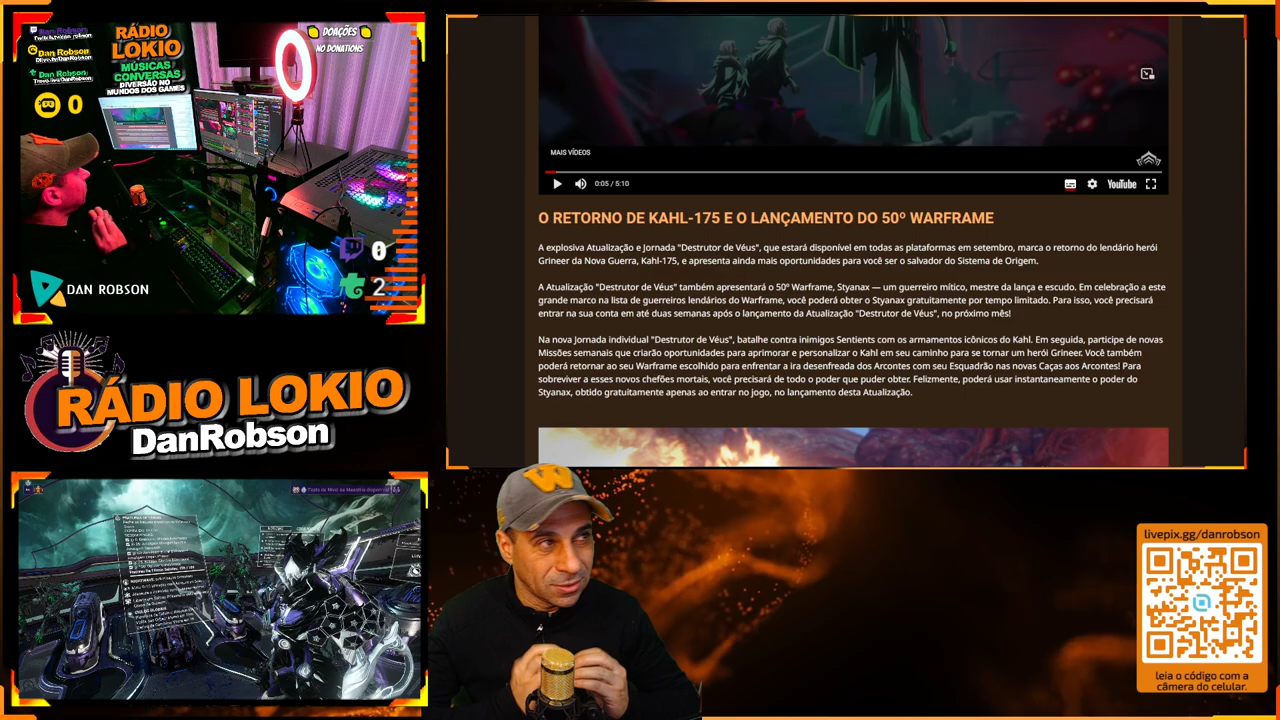 Dan Robson
Dan Robson
Dan Robson
0
RÁDIO
LOKIO
MÚSICAS
CONVERSAS
DIVERSÃO NO
MUNDOS DOS GAMES
DOAÇÕES
NO DONATIONS
0
2
DAN ROBSON
RÁDIO LOKIO
DanRobson
MAIS VÍDEOS
0:05 / 5:10
YouTube
O RETORNO DE KAHL-175 E O LANÇAMENTO DO 50º WARFRAME
A explosiva Atualização e Jornada "Destrutor de Véus", que estará disponível em todas as plataformas em setembro, marca o retorno do lendário herói
Grineer da Nova Guerra, Kahl-175, e apresenta ainda mais oportunidades para você ser o salvador do Sistema de Origem.
A Atualização "Destrutor de Véus" também apresentará o 50º Warframe, Styanax — um guerreiro mítico, mestre da lança e escudo. Em celebração a este
grande marco na lista de guerreiros lendários do Warframe, você poderá obter o Styanax gratuitamente por tempo limitado. Para isso, você precisará
entrar na sua conta em até duas semanas após o lançamento da Atualização "Destrutor de Véus", no próximo mês!
Na nova Jornada individual "Destrutor de Véus", batalhe contra inimigos Sentients com os armamentos icônicos do Kahl. Em seguida, participe de novas
Missões semanais que criarão oportunidades para aprimorar e personalizar o Kahl em seu caminho para se tornar um herói Grineer. Você também
poderá retornar ao seu Warframe escolhido para enfrentar a ira desenfreada dos Arcontes com seu Esquadrão nas novas Caças aos Arcontes! Para
sobreviver a esses novos chefões mortais, você precisará de todo o poder que puder obter. Felizmente, poderá usar instantaneamente o poder do
Styanax, obtido gratuitamente apenas ao entrar no jogo, no lançamento desta Atualização.
livepix.gg/danrobson
leia o código com a
câmera do celular.